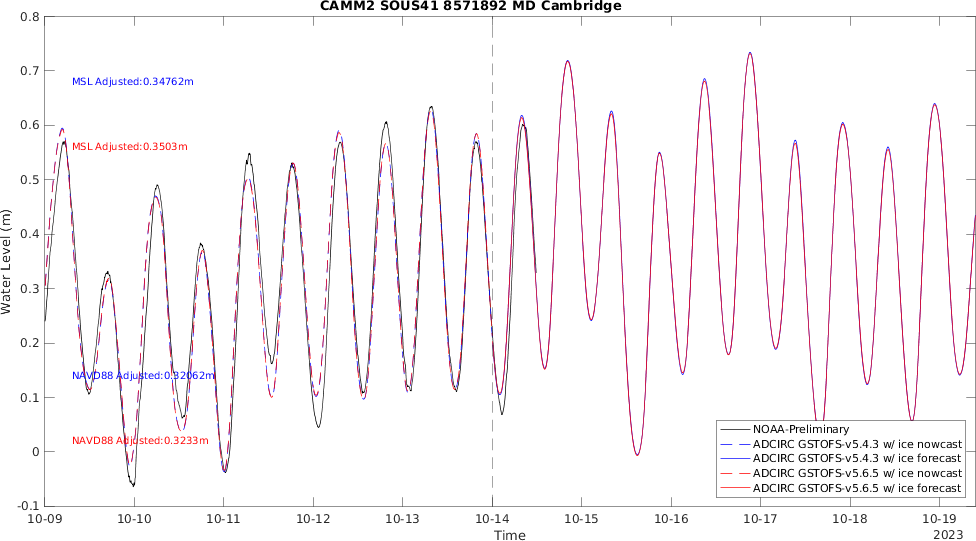 CAMM2 SOUS41 8571892 MD Cambridge
0.8
0.7
0.6
0.5
0.4
0.3
0.2
0.1
0
-0.1
Water Level (m)
MSL Adjusted:0.34762m
MSL Adjusted:0.3503m
NAVD88 Adjusted:0.32062m
NAVD88 Adjusted:0.3233m
NOAA-Preliminary
ADCIRC GSTOFS-v5.4.3 w/ ice nowcast
ADCIRC GSTOFS-v5.4.3 w/ ice forecast
ADCIRC GSTOFS-v5.6.5 w/ ice nowcast
ADCIRC GSTOFS-v5.6.5 w/ ice forecast
10-09 10-10 10-11 10-12 10-13 10-14 10-15 10-16 10-17 10-18 10-19
Time
2023